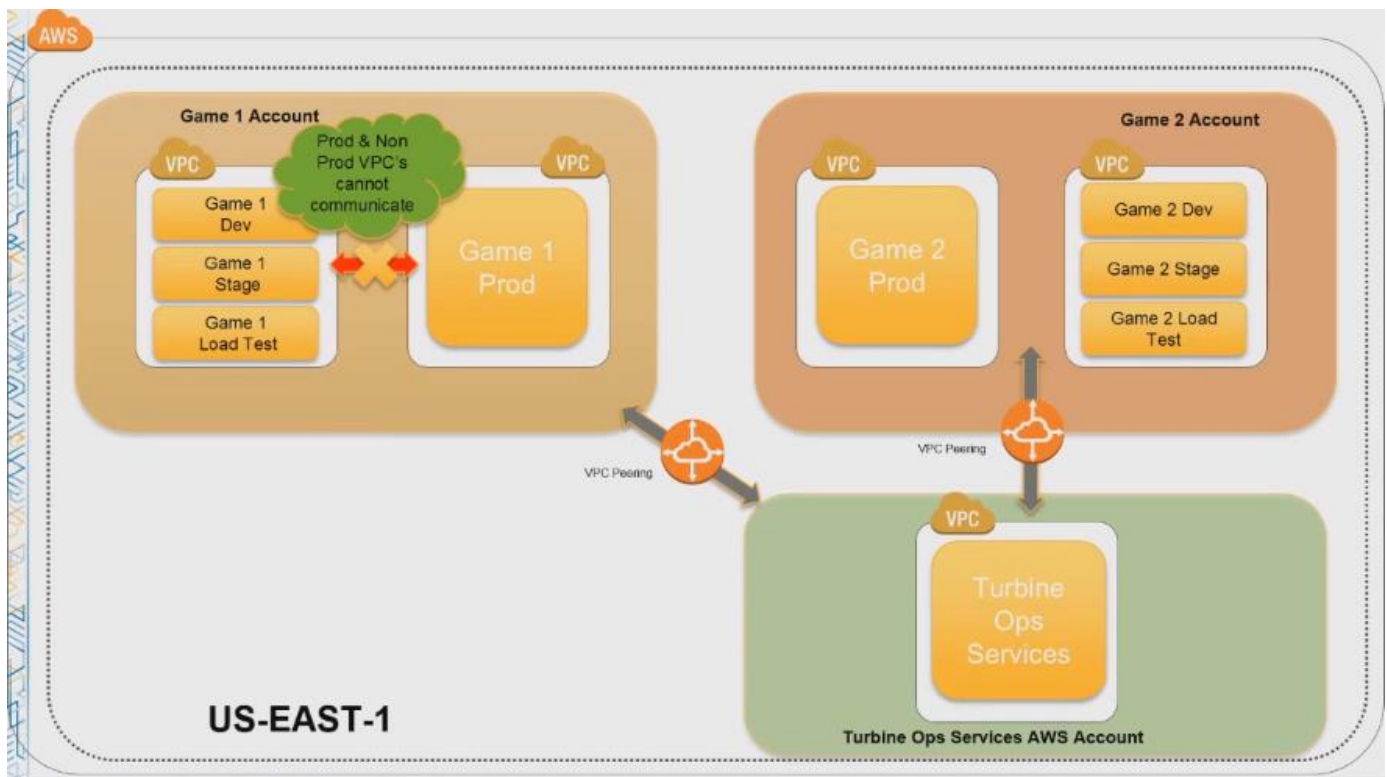 AWS
Game 1 Account
Prod & Non
Prod VPC's
cannot
communicate
VPC
VPC
Game 1
Dev
Game 1
Stage
Game 1
Load Test
Game 1
Prod
Game 2 Account
VPC
VPC
Game 2
Prod
Game 2 Dev
Game 2 Stage
Game 2 Load
Test
VPC Peering
VPC Peering
VPC
Turbine
Ops
Services
US-EAST-1
Turbine Ops Services AWS Account